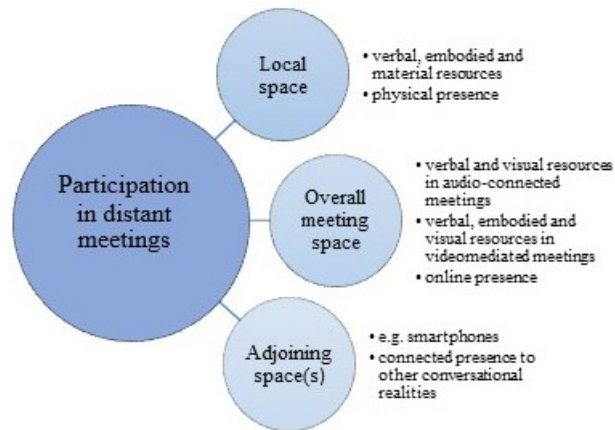 Participation
in distant
meetings
Local
space
• verbal, embodied and
material resources
• physical presence
Overall
meeting
space
• verbal and visual resources
in audio-connected
meetings
• verbal, embodied and
visual resources in
videomediated meetings
• online presence
Adjoining
space(s)
• e.g. smartphones
• connected presence to
other conversational
realities